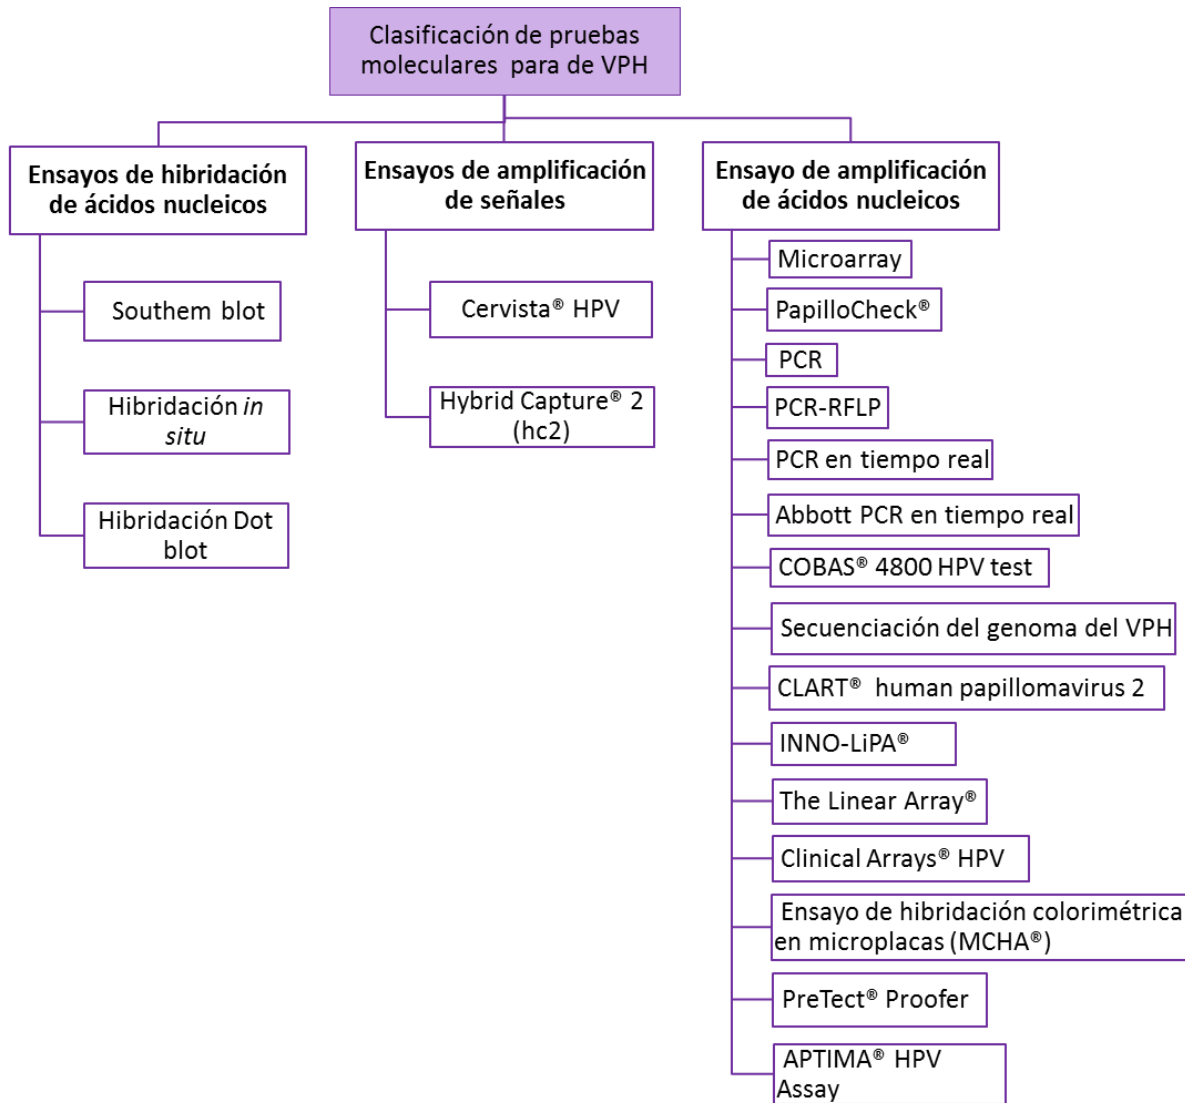 Clasificación de pruebas
moleculares para de VPH
Ensayos de hibridación
de ácidos nucleicos
Southem blot
Hibridación in
situ
Hibridación Dot
blot
Ensayos de amplificación
de señales
Cervista® HPV
Hybrid Capture® 2
(hc2)
Ensayo de amplificación
de ácidos nucleicos
Microarray
PapilloCheck®
PCR
PCR-RFLP
PCR en tiempo real
Abbott PCR en tiempo real
COBAS® 4800 HPV test
Secuenciación del genoma del VPH
CLART® human papillomavirus 2
INNO-LiPA®
The Linear Array®
Clinical Arrays® HPV
Ensayo de hibridación colorimétrica
en microplacas (MCHA®)
PreTect® Proofer
APTIMA® HPV
Assay